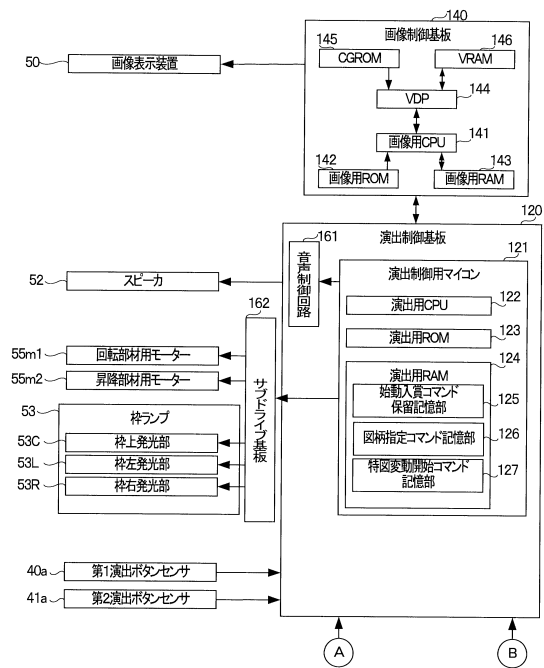 140
画像制御基板
145
146
CGROM
VRAM
50
画像表示装置
VDP
144
141
画像用CPU
142
143
画像用ROM
画像用RAM
120
演出制御基板
161
121
音声制御回路
演出制御用マイコン
52
スピーカ
162
演出用CPU
122
演出用ROM
123
55m1
回転部材用モーター
124
演出用RAM
55m2
昇降部材用モーター
始動入賞コマンド
保留記憶部
125
サブドライブ基板
53
枠ランプ
図柄指定コマンド記憶部
126
53C
枠上発光部
53L
枠左発光部
特図変動開始コマンド
記憶部
127
53R
枠右発光部
40a
第1演出ボタンセンサ
41a
第2演出ボタンセンサ
A
B